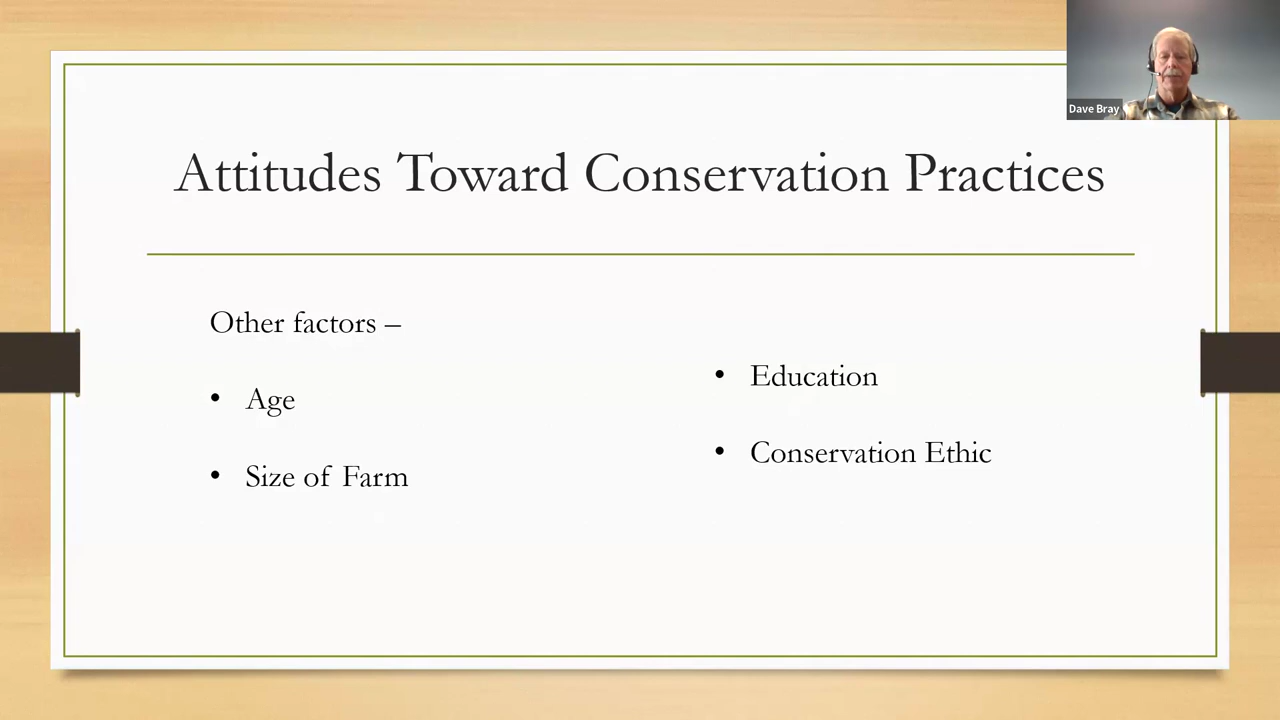 Dave Bray
Attitudes Toward Conservation Practices
Other factors –
• Age
• Size of Farm
• Education
• Conservation Ethic